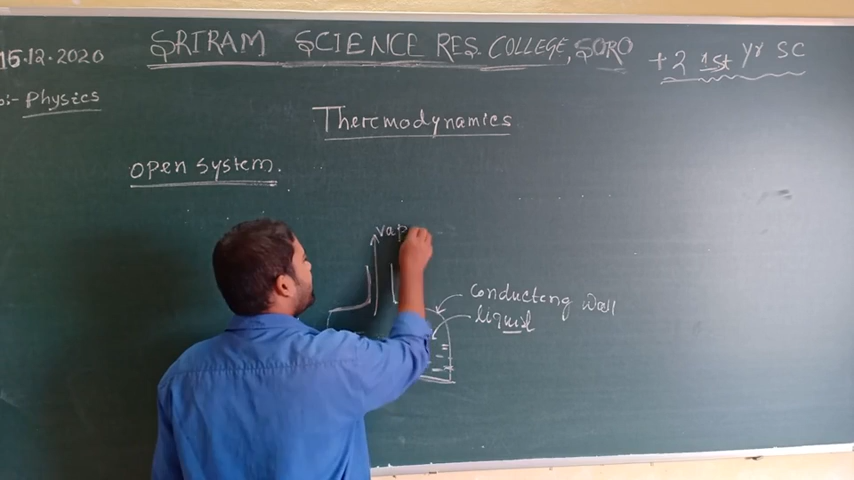 16.12.2020
SRIRAM SCIENCE RES. COLLEGE, SORO
+2 1st yr SC
Physics
Thermodynamics
open system.
vap
Conducting Wall
liquid